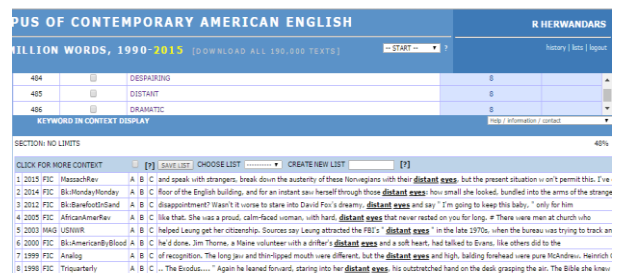 PUS OF CONTEMPORARY AMERICAN ENGLISH R HERWANDARS
MILLION WORDS, 1990-2015 [DOWNLOAD ALL 190,000 TEXTS] -- START -- ? history | lists | logout
484 DESPAIRING 8
485 DISTANT 8
486 DRAMATIC 8
KEYWORD IN CONTEXT DISPLAY Help / information / contact
SECTION: NO LIMITS 48%
CLICK FOR MORE CONTEXT [?] SAVE LIST CHOOSE LIST ---------- CREATE NEW LIST [?]
1 2015 FIC MassachRev A B C and speak with strangers, break down the austerity of these Norwegians with their distant eyes, but the present situation w on't permit this. I've
2 2014 FIC Bk:MondayMonday A B C floor of the English building, and for an instant saw herself through those distant eyes: how small she looked, bundled into the arms of the strange
3 2012 FIC Bk:BarefootInSand A B C disappointment? Wasn't it worse to stare into David Fox's dreamy, distant eyes and say " I'm going to keep this baby, " only for him
4 2005 FIC AfricanAmerRev A B C like that. She was a proud, calm-faced woman, with hard, distant eyes that never rested on you for long. # There were men at church who
5 2003 MAG USNWR A B C helped Leung get her citizenship. Sources say Leung attracted the FBI's " distant eyes " in the late 1970s, when the bureau was trying to track an
6 2000 FIC Bk:AmericanByBlood A B C he'd done. Jim Thorne, a Maine volunteer with a drifter's distant eyes and a soft heart, had talked to Evans, like others did to the
7 1999 FIC Analog A B C of recognition. The long jaw and thin-lipped mouth were different, but the distant eyes and high, balding forehead were pure McAndrew. Heinrich
8 1998 FIC Triquarterly A B C .. The Exodus.... " Again he leaned forward, staring into her distant eyes, his outstretched hand on the desk grasping the air. The Bible she knew